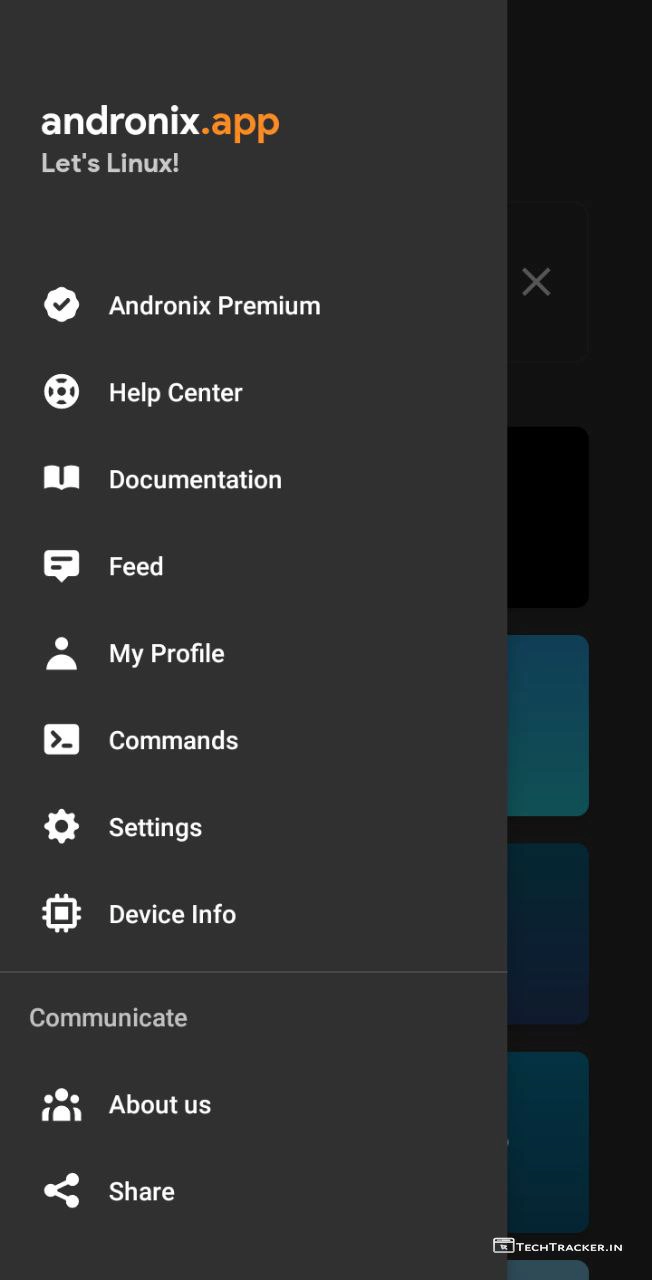 andronix.app
Let's Linux!
Andronix Premium
Help Center
Documentation
Feed
My Profile
Commands
Settings
Device Info
Communicate
About us
Share
TechTracker.in